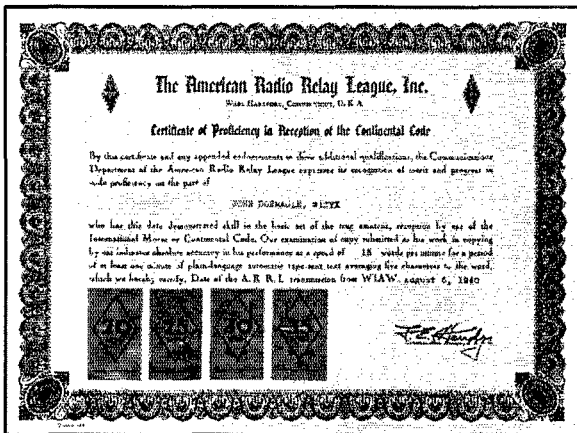 The American Radio Relay League, Inc.
West Hartford, Connecticut, U.S.A.
Certificate of Proficiency in Reception of the Continental Code
By this certificate and any appended endorsements to show additional qualifications, the Communications
Department of the American Radio Relay League expresses its recognition of merit and progress in
code proficiency on the part of
who has this date demonstrated skill in the basic art of the true amateur, reception by ear of the
International Morse or Continental Code. Our examination of copy submitted as his work in copying
by ear indicates absolute accuracy in his performance at a speed of 15 words per minute for a period
of at least one minute of plain-language automatic tape-sent text averaging five characters to the word,
which we hereby certify. Date of the A.R.R.L. transmission from W1AW, August 6, 1940